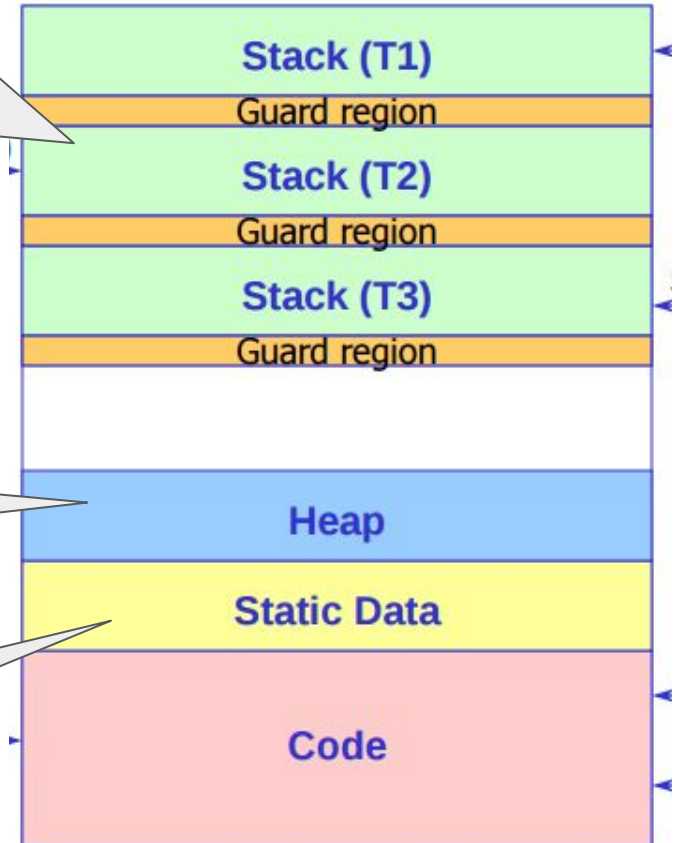 Stack (T1)
Guard region
Stack (T2)
Guard region
Stack (T3)
Guard region
Heap
Static Data
Code